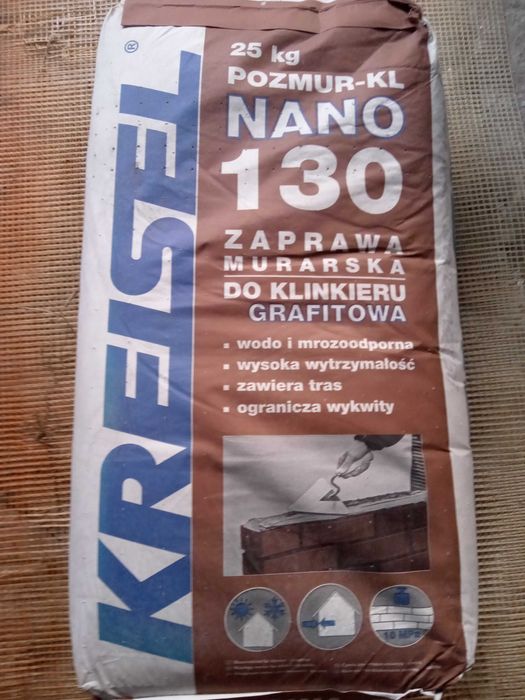 KREISEL®
25 kg
POZMUR-KL
NANO
130
ZAPRAWA
MURARSKA
DO KLINKIERU
GRAFITOWA
▪ wodo i mrozoodporna
▪ wysoka wytrzymałość
▪ zawiera tras
▪ ogranicza wykwity
10 MPa